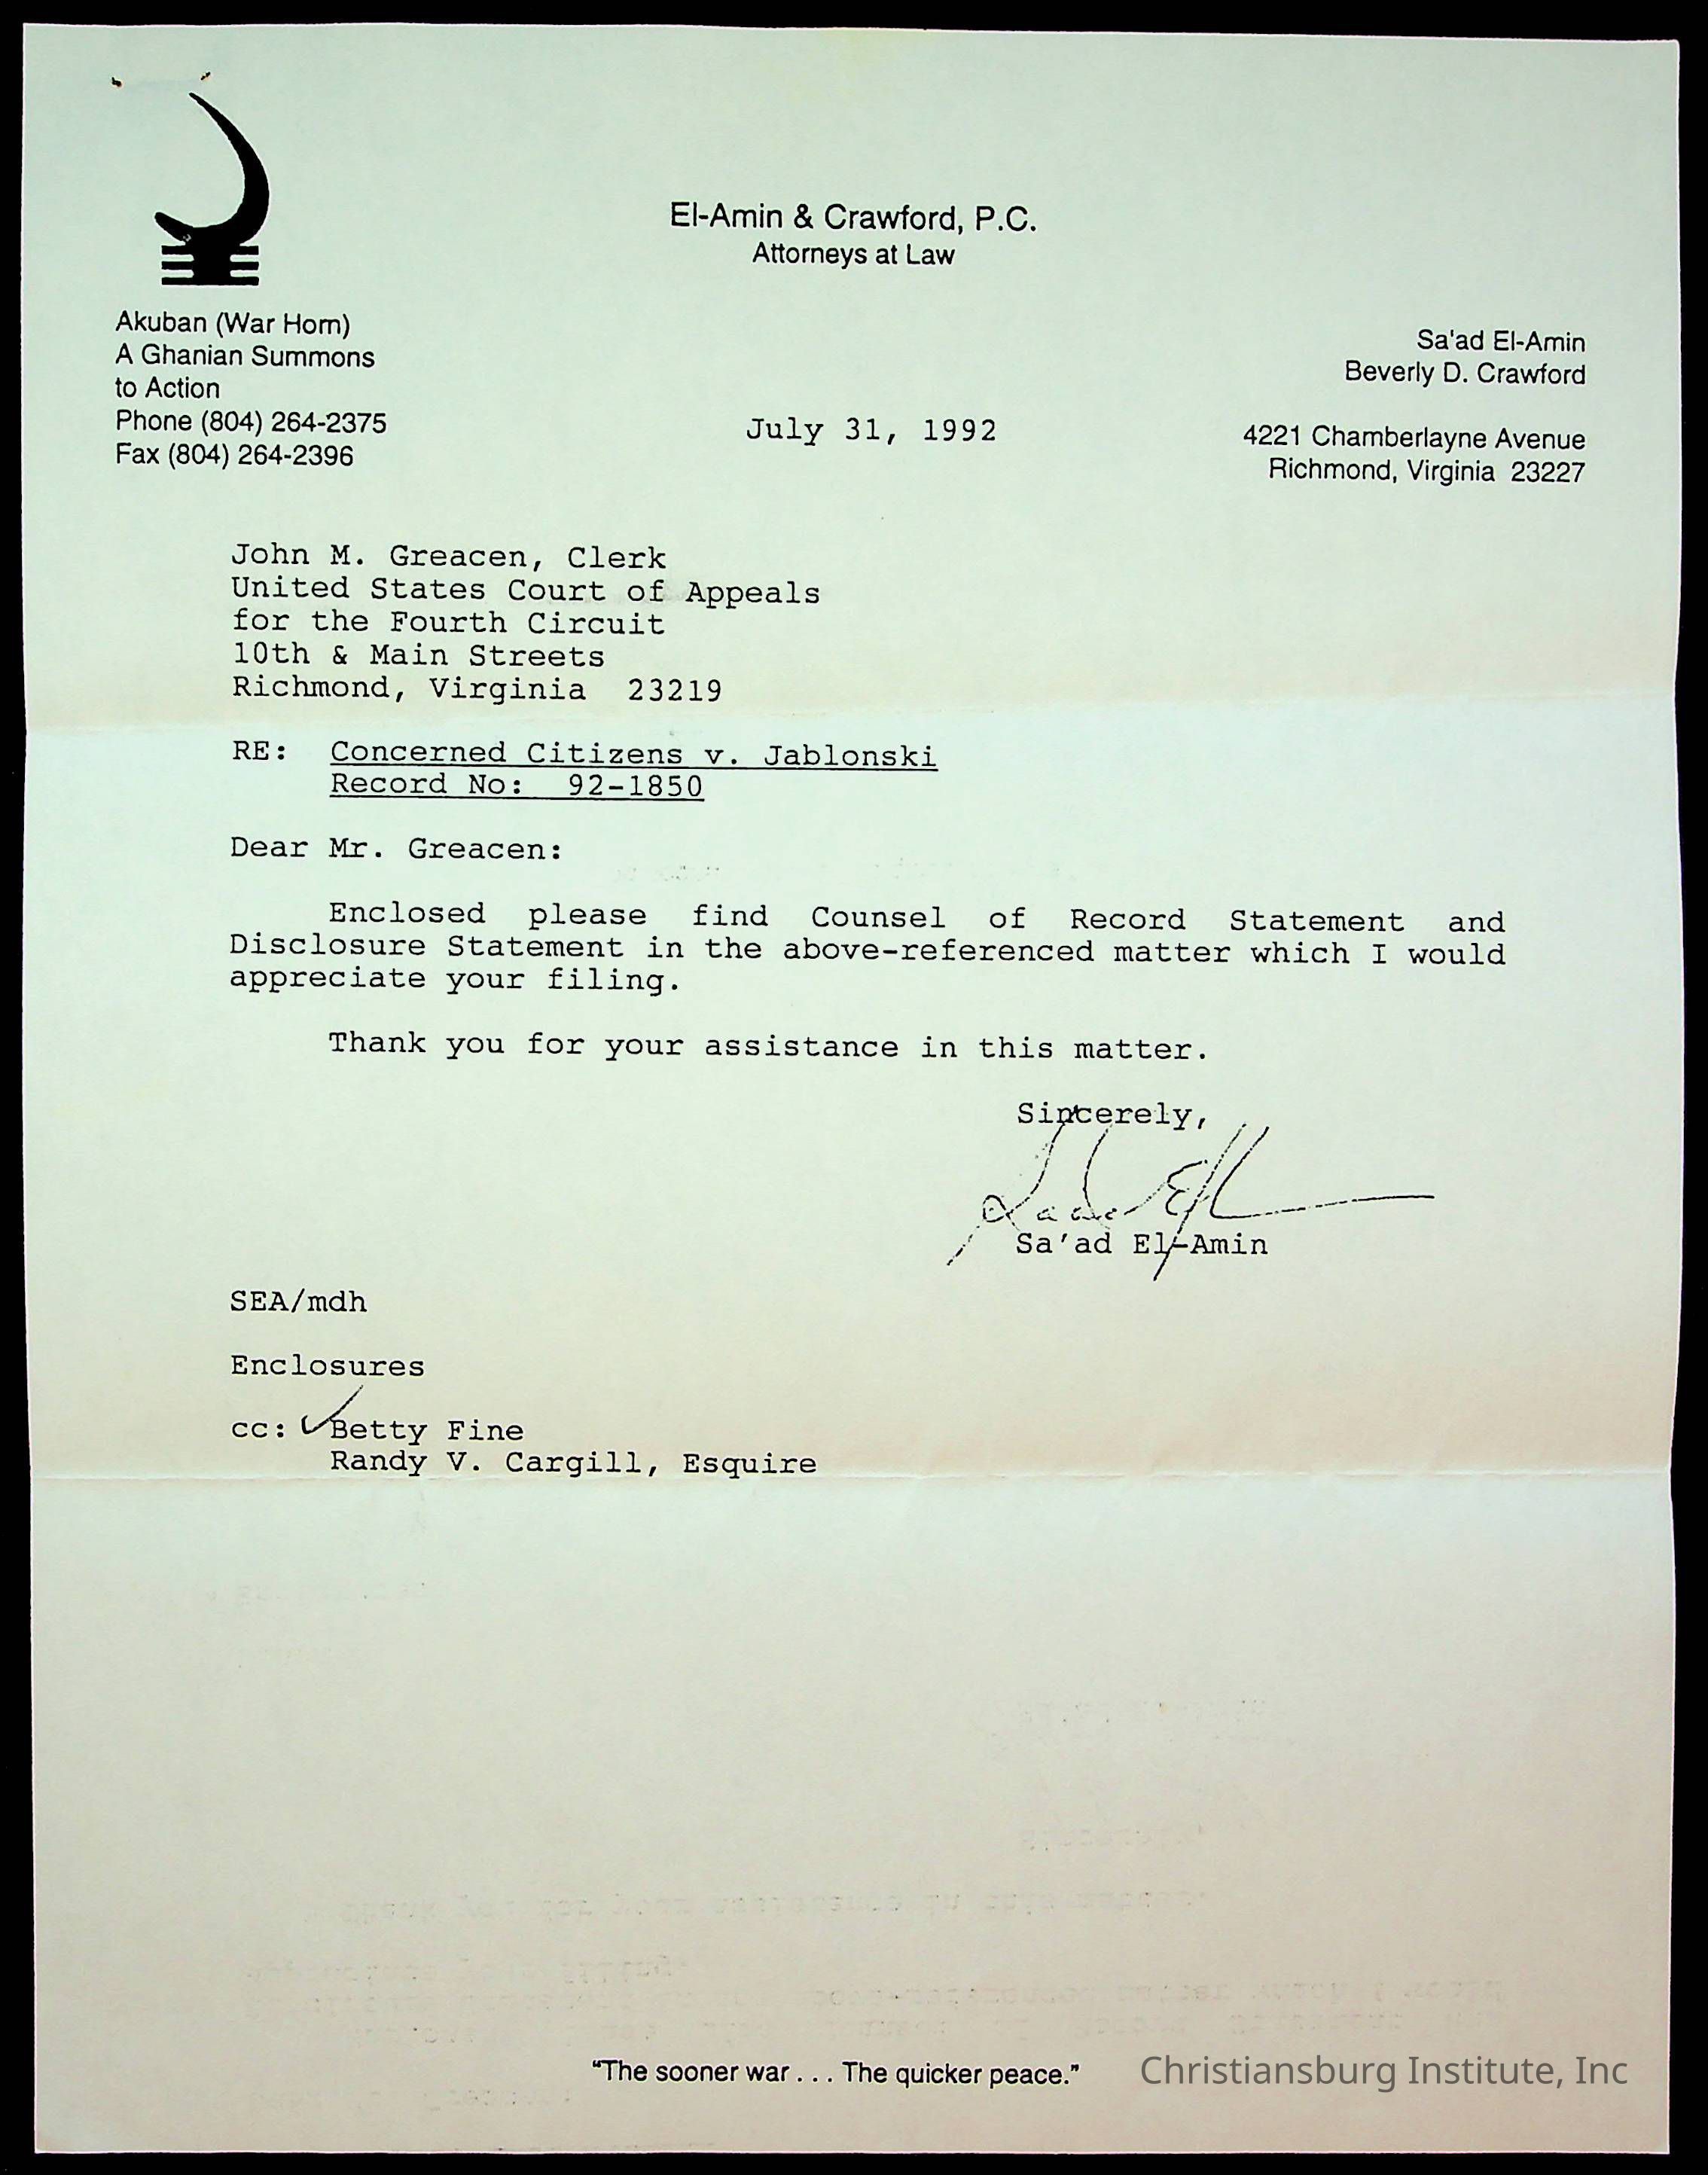 El-Amin & Crawford, P.C.
Attorneys at Law
Akuban (War Horn)
A Ghanian Summons
to Action
Phone (804) 264-2375
Fax (804) 264-2396
Sa'ad El-Amin
Beverly D. Crawford
4221 Chamberlayne Avenue
Richmond, Virginia 23227
July 31, 1992
John M. Greacen, Clerk
United States Court of Appeals
for the Fourth Circuit
10th & Main Streets
Richmond, Virginia 23219
RE: Concerned Citizens v. Jablonski
Record No: 92-1850
Dear Mr. Greacen:
Enclosed please find Counsel of Record Statement and
Disclosure Statement in the above-referenced matter which I would
appreciate your filing.
Thank you for your assistance in this matter.
Sincerely,
Sa'ad El-Amin
SEA/mdh
Enclosures
cc: Betty Fine
Randy V. Cargill, Esquire
"The sooner war . . . The quicker peace."
Christiansburg Institute, Inc